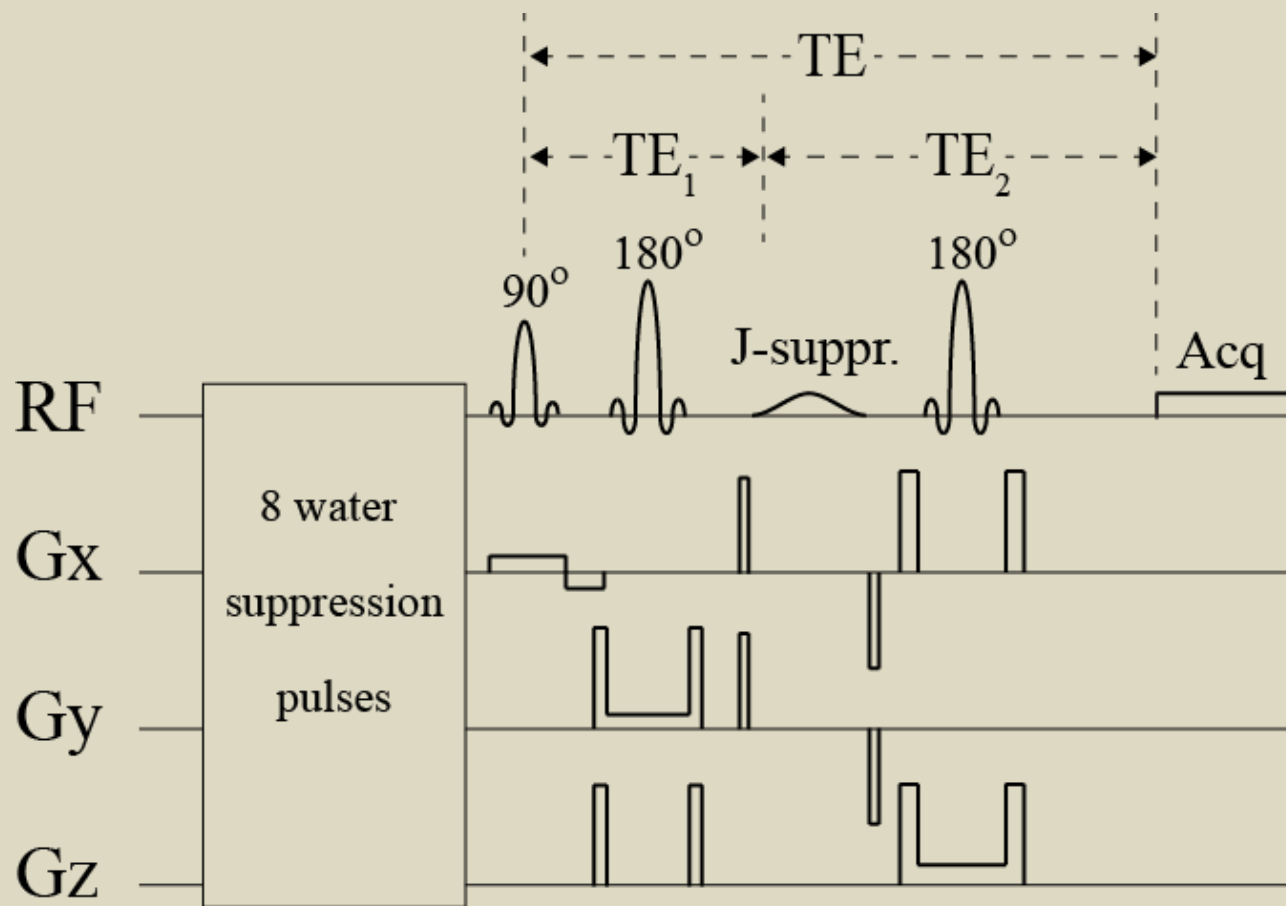 TE
TE1 TE2
90° 180° 180°
J-suppr. Acq
RF
8 water
Gx
suppression
pulses
Gy
Gz